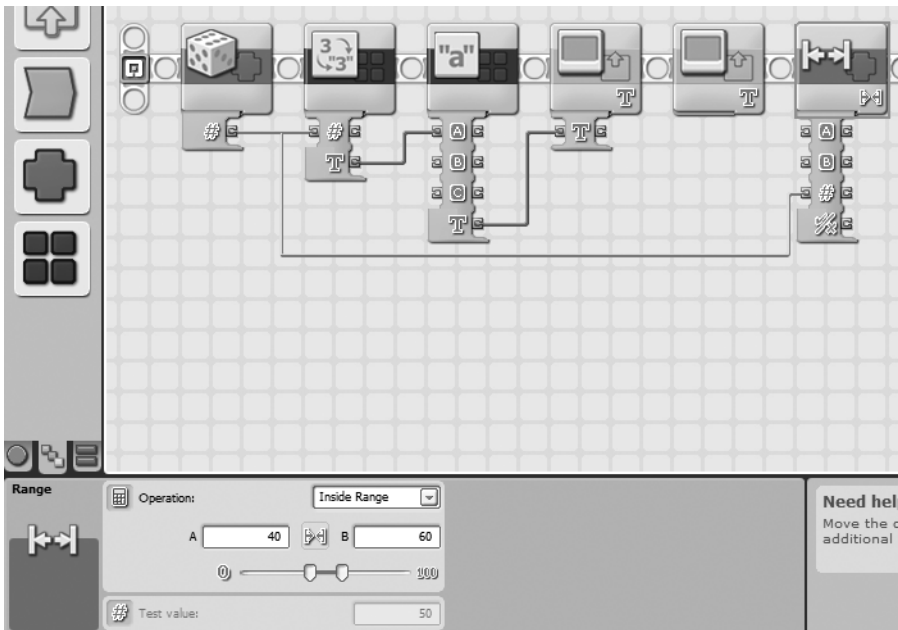 3 "3"
"a"
T
T
#
#
A
A
T
B
T
B
C
#
T
Range
Operation:
Inside Range
A 40 B 60
0 100
# Test value: 50
Need hel
Move the
additional